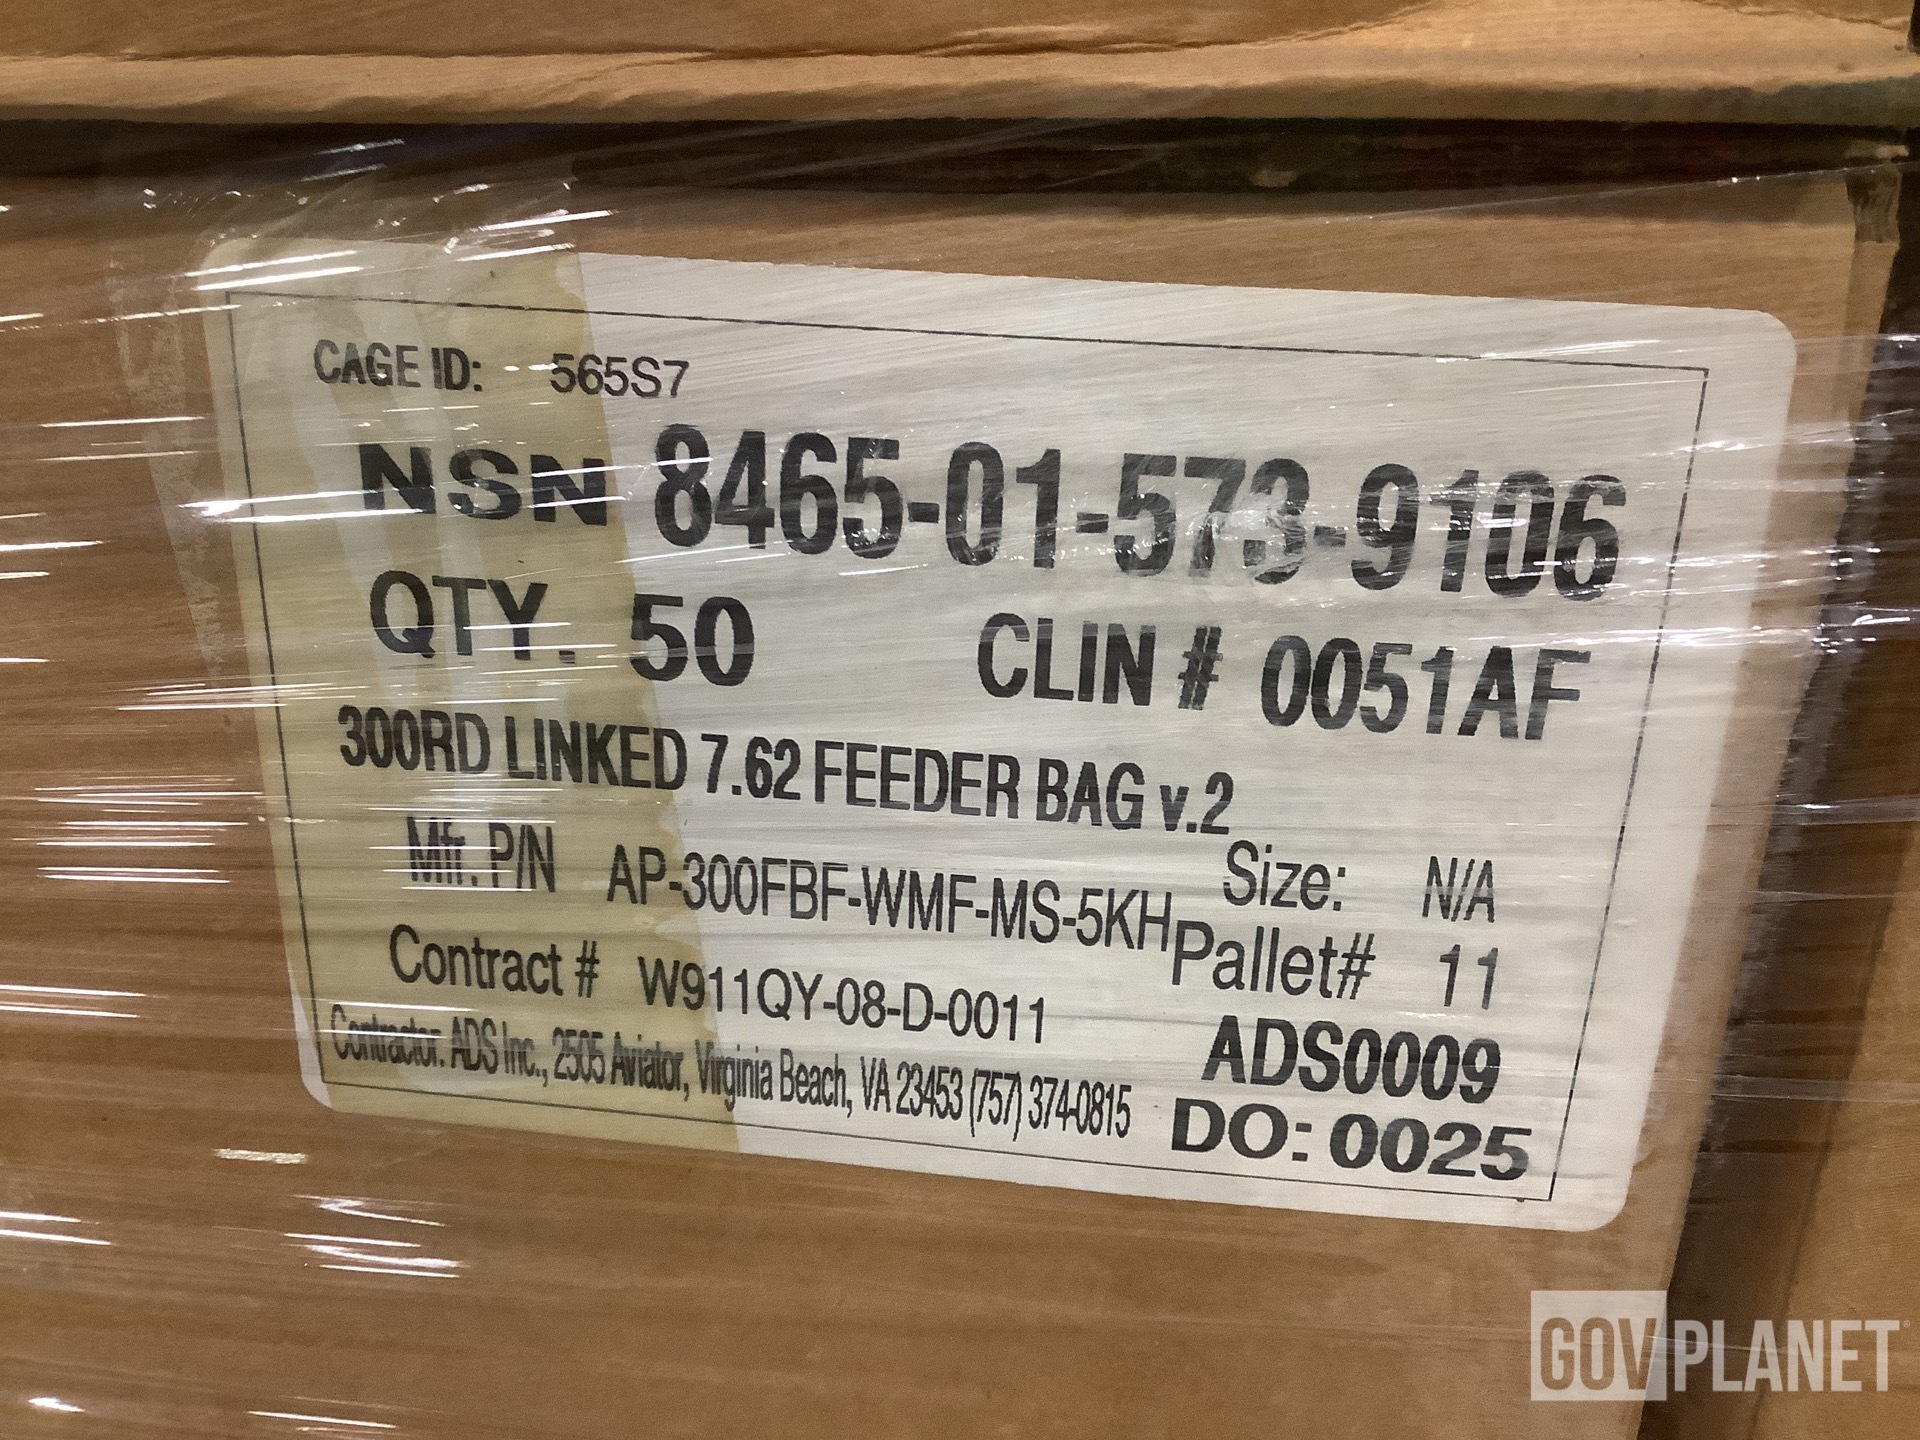 CAGE ID: 565S7
NSN 8465-01-573-9106
QTY. 50 CLIN # 0051AF
300RD LINKED 7.62 FEEDER BAG v.2
Mfr. P/N AP-300FBF-WMF-MS-5KH Size: N/A
Contract # W911QY-08-D-0011 Pallet# 11
Contractor. ADS Inc., 2505 Aviator, Virginia Beach, VA 23453 (757) 374-0815 ADS0009
DO: 0025
GOVPLANET